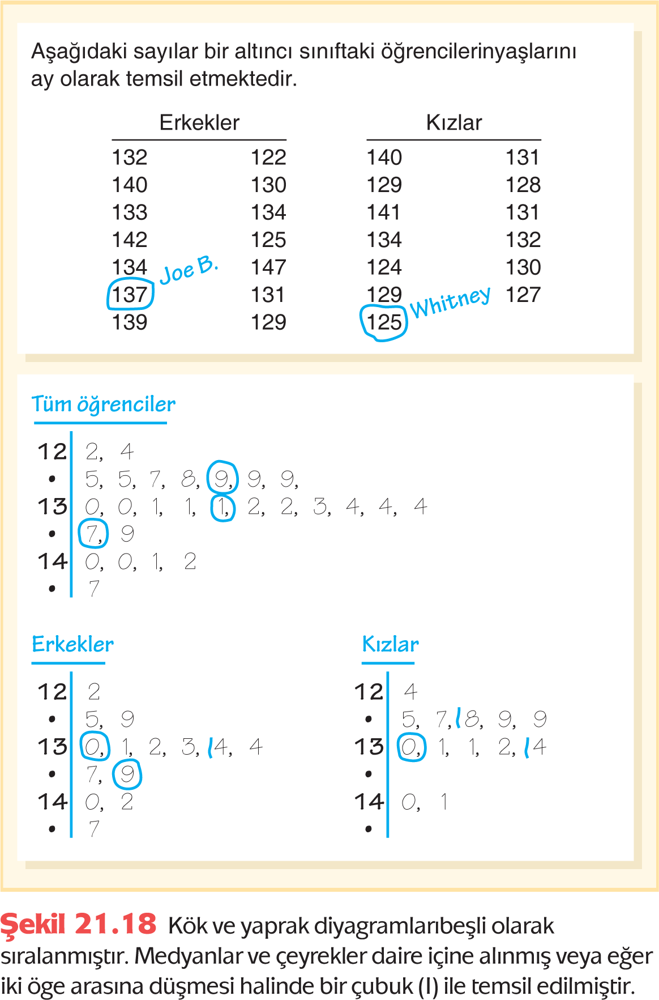 Aşağıdaki sayılar bir altıncı sınıftaki öğrencilerinyaşlarını
ay olarak temsil etmektedir.
Erkekler Kızlar
132 122 140 131
140 130 129 128
133 134 141 131
142 125 134 132
134 Joe B. 147 124 130
137 131 129 Whitney 127
139 129 125
Tüm öğrenciler
12 2, 4
• 5, 5, 7, 8, 9, 9, 9,
13 0, 0, 1, 1, 1, 2, 2, 3, 4, 4, 4
• 7, 9
14 0, 0, 1, 2
• 7
Erkekler
12 2
• 5, 9
13 0, 1, 2, 3, 4, 4
• 7, 9
14 0, 2
• 7
Kızlar
12 4
• 5, 7, 8, 9, 9
13 0, 1, 1, 2, 4
•
14 0, 1
•
Şekil 21.18 Kök ve yaprak diyagramlarıbeşli olarak
sıralanmıştır. Medyanlar ve çeyrekler daire içine alınmış veya eğer
iki öge arasına düşmesi halinde bir çubuk (I) ile temsil edilmiştir.